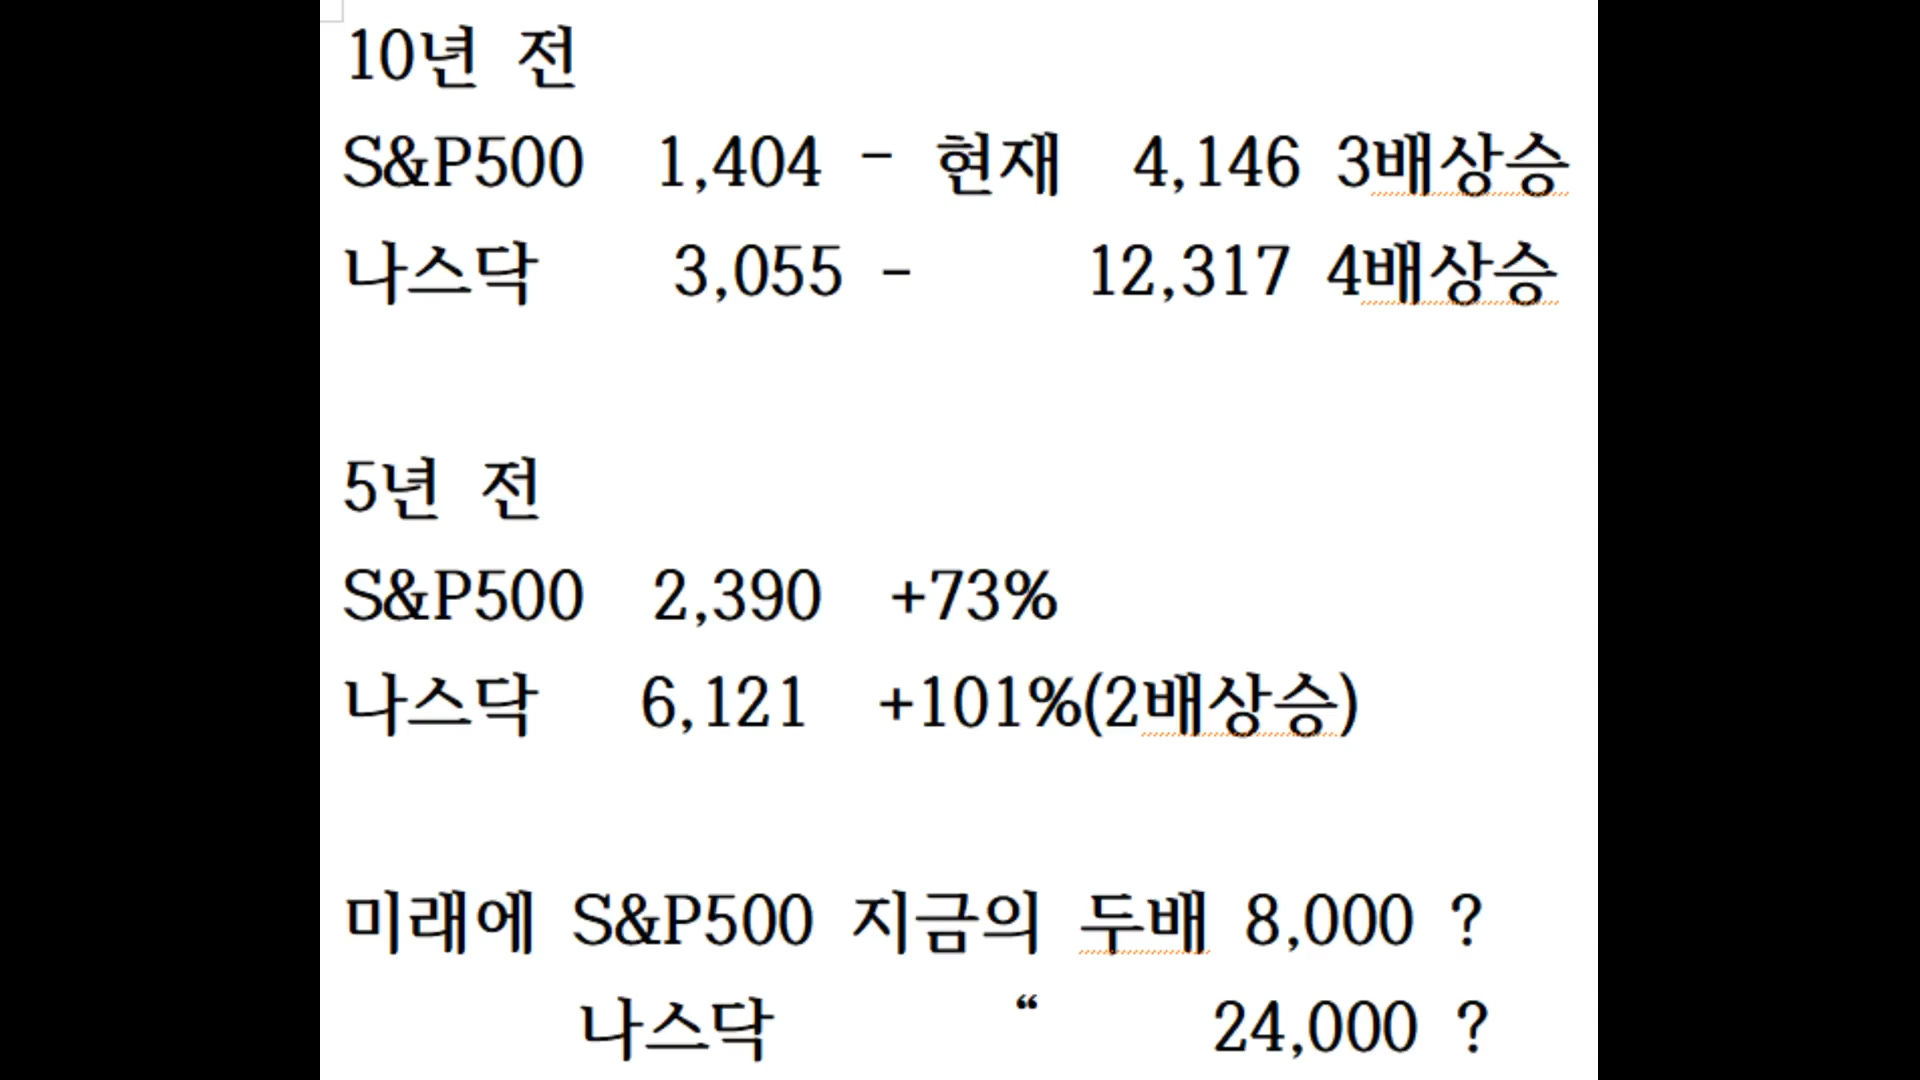 10년 전
S&P500 1,404 - 현재 4,146 3배상승
나스닥 3,055 - 12,317 4배상승
5년 전
S&P500 2,390 +73%
나스닥 6,121 +101%(2배상승)
미래에 S&P500 지금의 두배 8,000 ?
나스닥 “ 24,000 ?